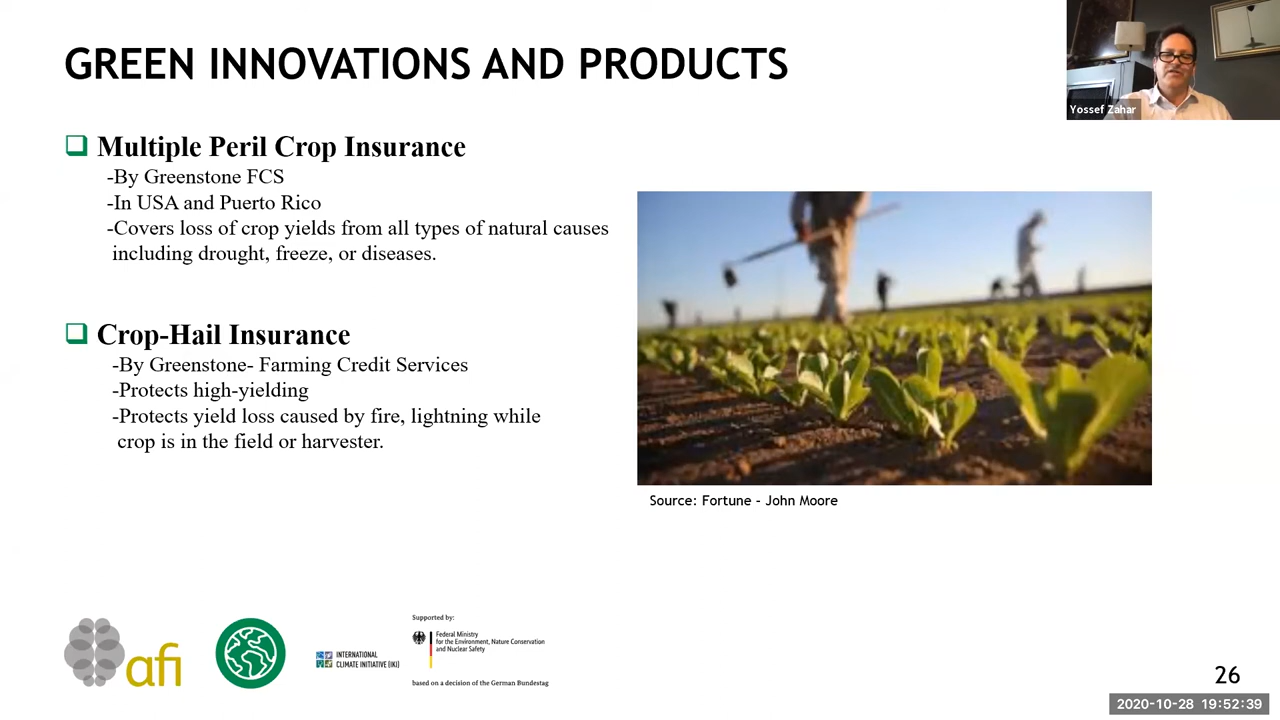 GREEN INNOVATIONS AND PRODUCTS
Yossef Zahar
Multiple Peril Crop Insurance
-By Greenstone FCS
-In USA and Puerto Rico
-Covers loss of crop yields from all types of natural causes
including drought, freeze, or diseases.
Crop-Hail Insurance
-By Greenstone- Farming Credit Services
-Protects high-yielding
-Protects yield loss caused by fire, lightning while
crop is in the field or harvester.
Source: Fortune - John Moore
afi
INTERNATIONAL
CLIMATE INITIATIVE (IKI)
Supported by:
Federal Ministry
for the Environment, Nature Conservation
and Nuclear Safety
based on a decision of the German Bundestag
26
2020-10-28 19:52:39